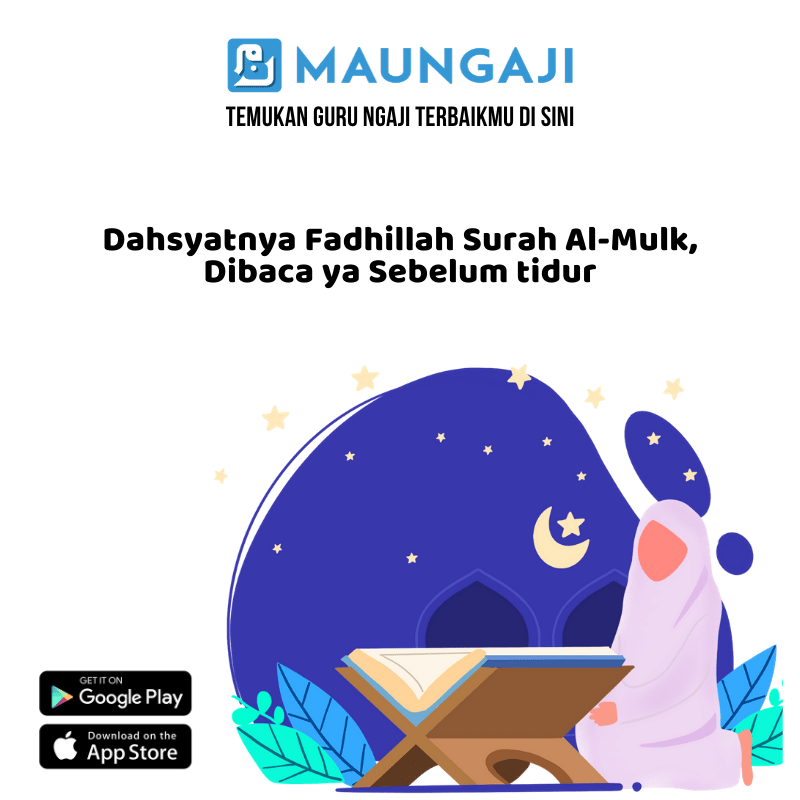 MAUNGAJI
TEMUKAN GURU NGAJI TERBAIKMU DI SINI
Dahsyatnya Fadhillah Surah Al-Mulk,
Dibaca ya Sebelum tidur
GET IT ON
Google Play
Download on the
App Store